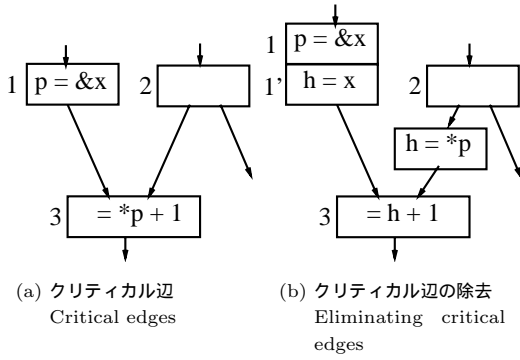 1
p = &x
2
3
= *p + 1
(a) クリティカル辺
Critical edges
1
p = &x
1’
h = x
2
h = *p
3
= h + 1
(b) クリティカル辺の除去
Eliminating critical
edges